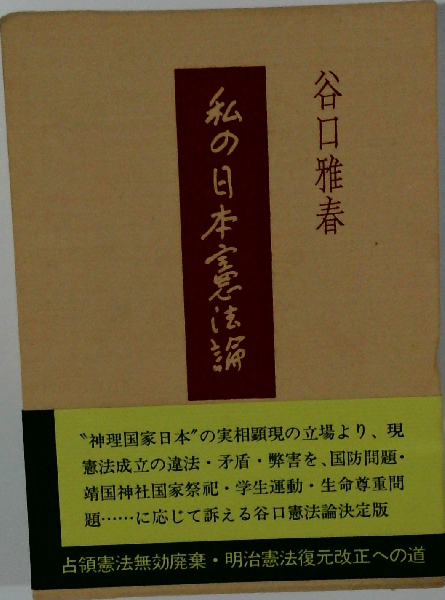 谷口雅春
私の日本憲法論
〝神理国家日本〟の実相顕現の立場より、現
憲法成立の違法・矛盾・弊害を、国防問題・
靖国神社国家祭祀・学生運動・生命尊重問
題……に応じて訴える谷口憲法論決定版
占領憲法無効廃棄・明治憲法復元改正への道